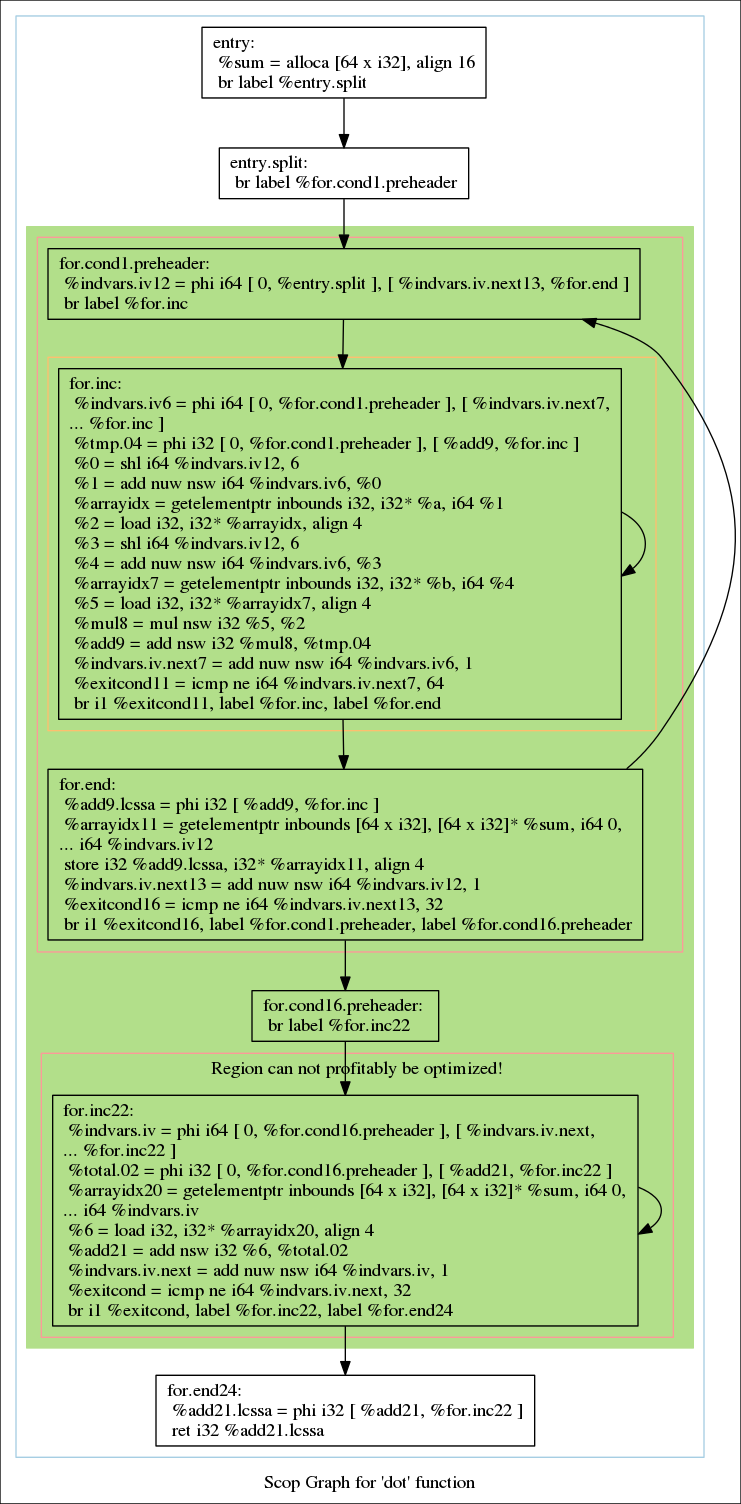 entry:
%sum = alloca [64 x i32], align 16
br label %entry.split
entry.split:
br label %for.cond1.preheader
for.cond1.preheader:
%indvars.iv12 = phi i64 [ 0, %entry.split ], [ %indvars.iv.next13, %for.end ]
br label %for.inc
for.inc:
%indvars.iv6 = phi i64 [ 0, %for.cond1.preheader ], [ %indvars.iv.next7,
... %for.inc ]
%tmp.04 = phi i32 [ 0, %for.cond1.preheader ], [ %add9, %for.inc ]
%0 = shl i64 %indvars.iv12, 6
%1 = add nuw nsw i64 %indvars.iv6, %0
%arrayidx = getelementptr inbounds i32, i32* %a, i64 %1
%2 = load i32, i32* %arrayidx, align 4
%3 = shl i64 %indvars.iv12, 6
%4 = add nuw nsw i64 %indvars.iv6, %3
%arrayidx7 = getelementptr inbounds i32, i32* %b, i64 %4
%5 = load i32, i32* %arrayidx7, align 4
%mul8 = mul nsw i32 %5, %2
%add9 = add nsw i32 %mul8, %tmp.04
%indvars.iv.next7 = add nuw nsw i64 %indvars.iv6, 1
%exitcond11 = icmp ne i64 %indvars.iv.next7, 64
br i1 %exitcond11, label %for.inc, label %for.end
for.end:
%add9.lcssa = phi i32 [ %add9, %for.inc ]
%arrayidx11 = getelementptr inbounds [64 x i32], [64 x i32]* %sum, i64 0,
... i64 %indvars.iv12
store i32 %add9.lcssa, i32* %arrayidx11, align 4
%indvars.iv.next13 = add nuw nsw i64 %indvars.iv12, 1
%exitcond16 = icmp ne i64 %indvars.iv.next13, 32
br i1 %exitcond16, label %for.cond1.preheader, label %for.cond16.preheader
for.cond16.preheader:
br label %for.inc22
Region can not profitably be optimized!
for.inc22:
%indvars.iv = phi i64 [ 0, %for.cond16.preheader ], [ %indvars.iv.next,
... %for.inc22 ]
%total.02 = phi i32 [ 0, %for.cond16.preheader ], [ %add21, %for.inc22 ]
%arrayidx20 = getelementptr inbounds [64 x i32], [64 x i32]* %sum, i64 0,
... i64 %indvars.iv
%6 = load i32, i32* %arrayidx20, align 4
%add21 = add nsw i32 %6, %total.02
%indvars.iv.next = add nuw nsw i64 %indvars.iv, 1
%exitcond = icmp ne i64 %indvars.iv.next, 32
br i1 %exitcond, label %for.inc22, label %for.end24
for.end24:
%add21.lcssa = phi i32 [ %add21, %for.inc22 ]
ret i32 %add21.lcssa
Scop Graph for 'dot' function